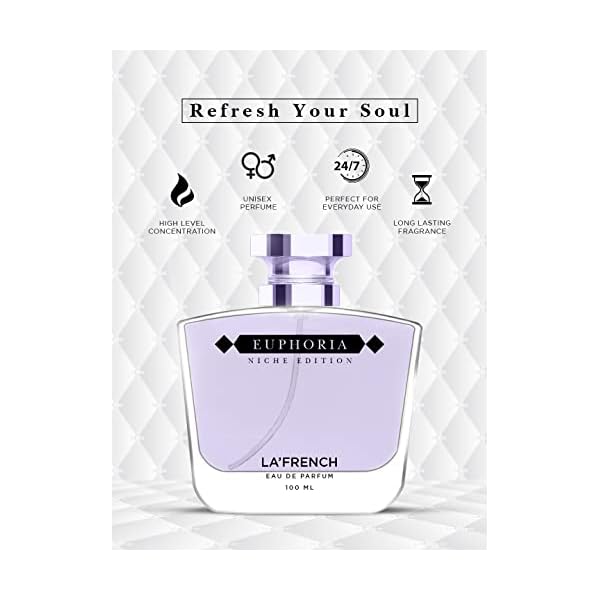 Refresh Your Soul
HIGH LEVEL
CONCENTRATION
UNISEX
PERFUME
24/7
PERFECT FOR
EVERYDAY USE
LONG LASTING
FRAGRANCE
EUPHORIA
NICHE EDITION
LA'FRENCH
EAU DE PARFUM
100 ML